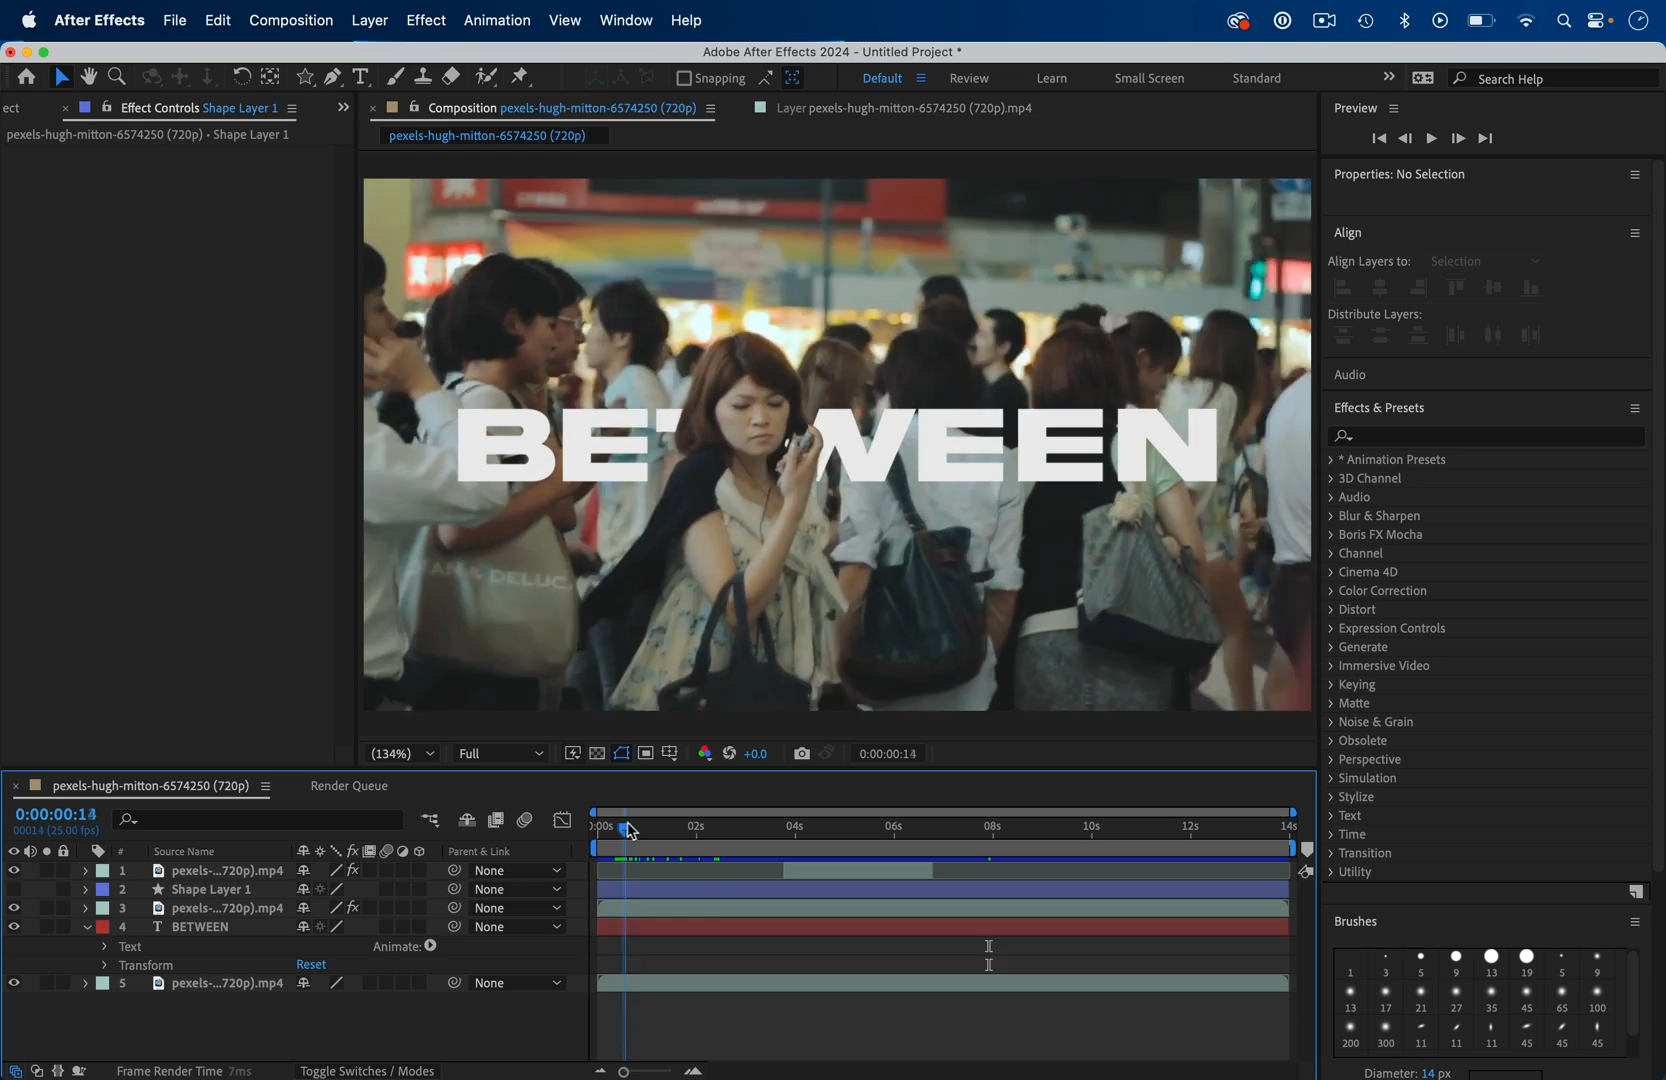 After Effects File Edit Composition Layer Effect Animation View Window Help
Adobe After Effects 2024 - Untitled Project *
Snapping
Default Review Learn Small Screen Standard
Search Help
ect
Effect Controls Shape Layer 1
pexels-hugh-mitton-6574250 (720p) • Shape Layer 1
Composition pexels-hugh-mitton-6574250 (720p)
Layer pexels-hugh-mitton-6574250 (720p).mp4
pexels-hugh-mitton-6574250 (720p)
BETWEEN
AN & DELUC
(134%)
Full
+0.0
0:00:00:14
Preview
Properties: No Selection
Align
Align Layers to: Selection
Distribute Layers:
Audio
Effects & Presets
* Animation Presets
3D Channel
Audio
Blur & Sharpen
Boris FX Mocha
Channel
Cinema 4D
Color Correction
Distort
Expression Controls
Generate
Immersive Video
Keying
Matte
Noise & Grain
Obsolete
Perspective
Simulation
Stylize
Text
Time
Transition
Utility
Brushes
1 3 5 9 13 19 5 9
13 17 21 27 35 45 65 100
200 300 11 11 11 45 45 45
Diameter: 14 px
pexels-hugh-mitton-6574250 (720p)
Render Queue
0:00:00:14
00014 (25.00 fps)
# Source Name
Parent & Link
):00s 02s 04s 06s 08s 10s 12s 14s
1 pexels-...720p).mp4 None
2 Shape Layer 1 None
3 pexels-...720p).mp4 None
4 T BETWEEN None
Text Animate:
Transform Reset
5 pexels-...720p).mp4 None
Frame Render Time 7ms
Toggle Switches / Modes